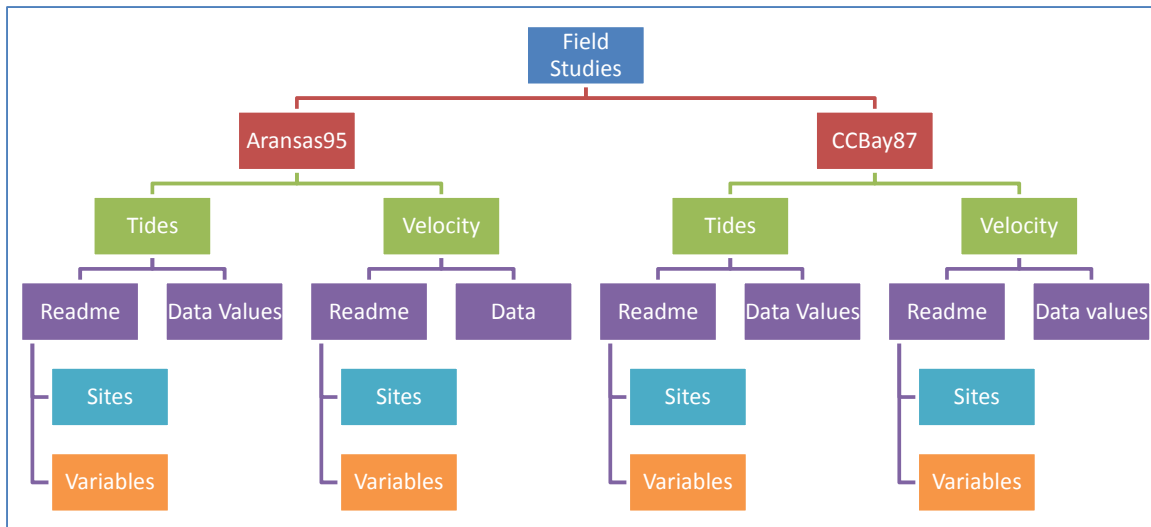 Field
Studies
Aransas95
CCBay87
Tides
Velocity
Tides
Velocity
Readme
Data Values
Readme
Data
Readme
Data Values
Readme
Data values
Sites
Sites
Sites
Sites
Variables
Variables
Variables
Variables